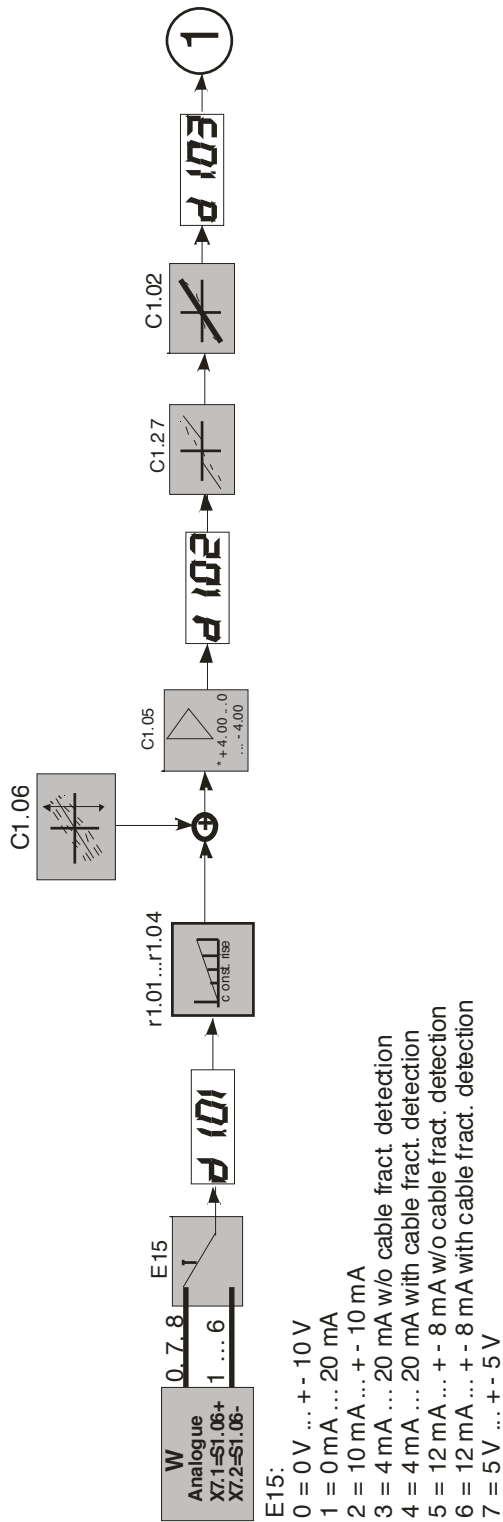 W
Analogue
X7.1=S1.06+
X7.2=S1.06-
0, 7, 8
1 ... 6
E15
P 101
r1.01...r1.04
const. rise
C1.06
+
C1.05
* + 4.00 ... 0
... - 4.00
P 102
C1.27
C1.02
P 103
1
E15:
0 = 0 V ... + - 10 V
1 = 0 mA ... 20 mA
2 = 10 mA ... + - 10 mA
3 = 4 mA ... 20 mA w/o cable fract. detection
4 = 4 mA ... 20 mA with cable fract. detection
5 = 12 mA ... + - 8 mA w/o cable fract. detection
6 = 12 mA ... + - 8 mA with cable fract. detection
7 = 5 V ... + - 5 V